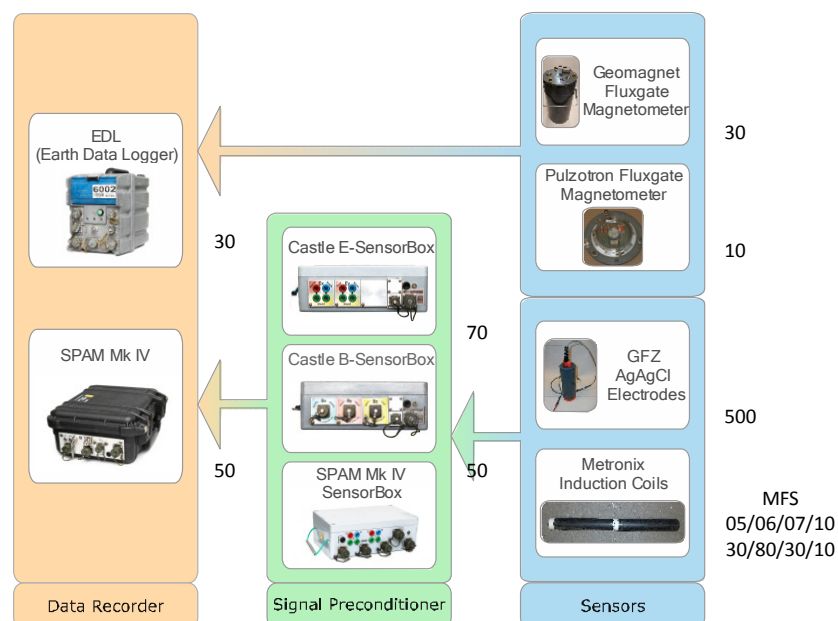 EDL
(Earth Data Logger)
6002
30
SPAM Mk IV
50
Data Recorder
Castle E-SensorBox
70
Castle B-SensorBox
50
SPAM Mk IV
SensorBox
Signal Preconditioner
Geomagnet
Fluxgate
Magnetometer
30
Pulzotron Fluxgate
Magnetometer
10
GFZ
AgAgCl
Electrodes
500
Metronix
Induction Coils
MFS
05/06/07/10
30/80/30/10
Sensors